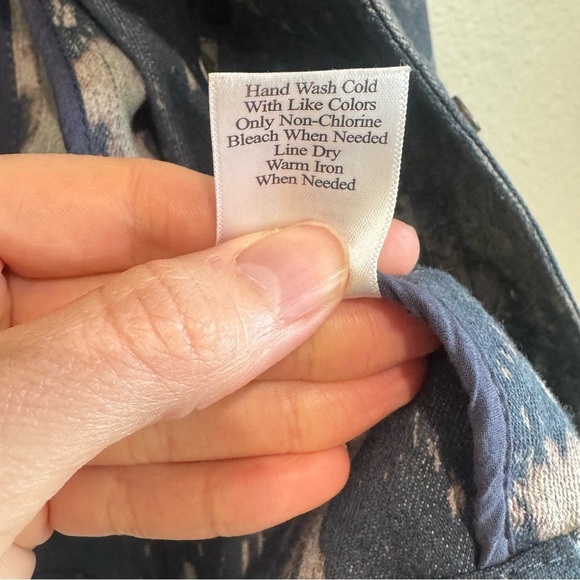 Hand Wash Cold
With Like Colors
Only Non-Chlorine
Bleach When Needed
Line Dry
Warm Iron
When Needed